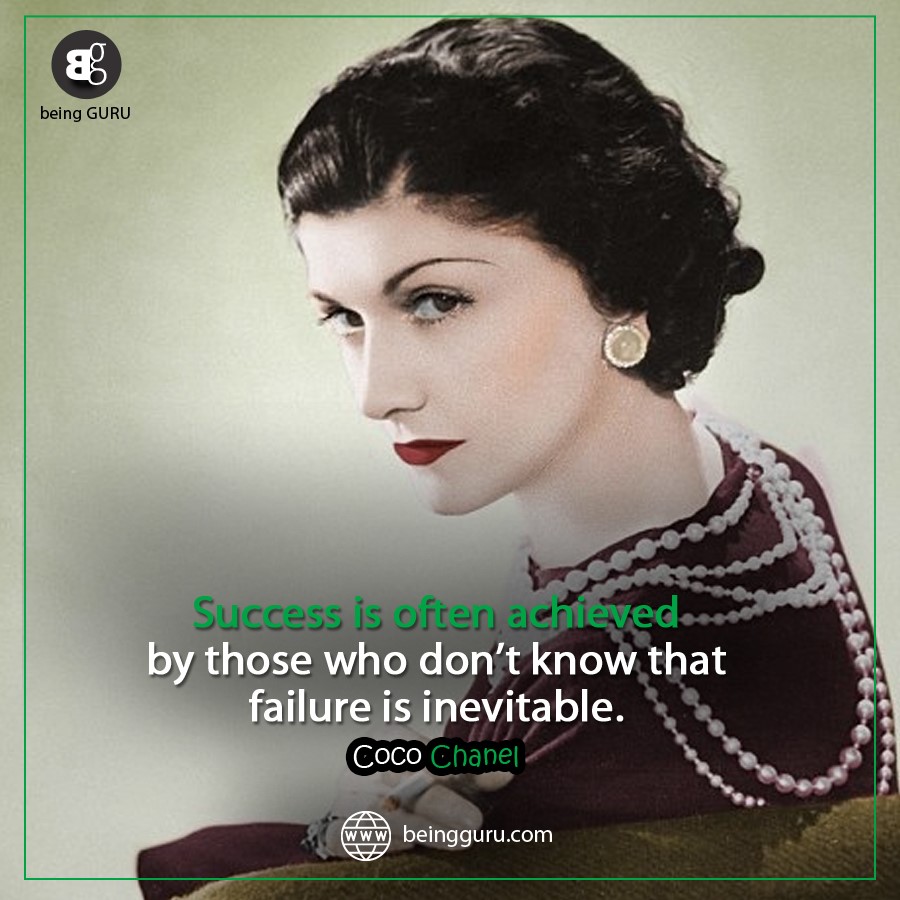 Bg
being GURU
Success is often achieved
by those who don't know that
failure is inevitable.
Coco Chanel
www beingguru.com